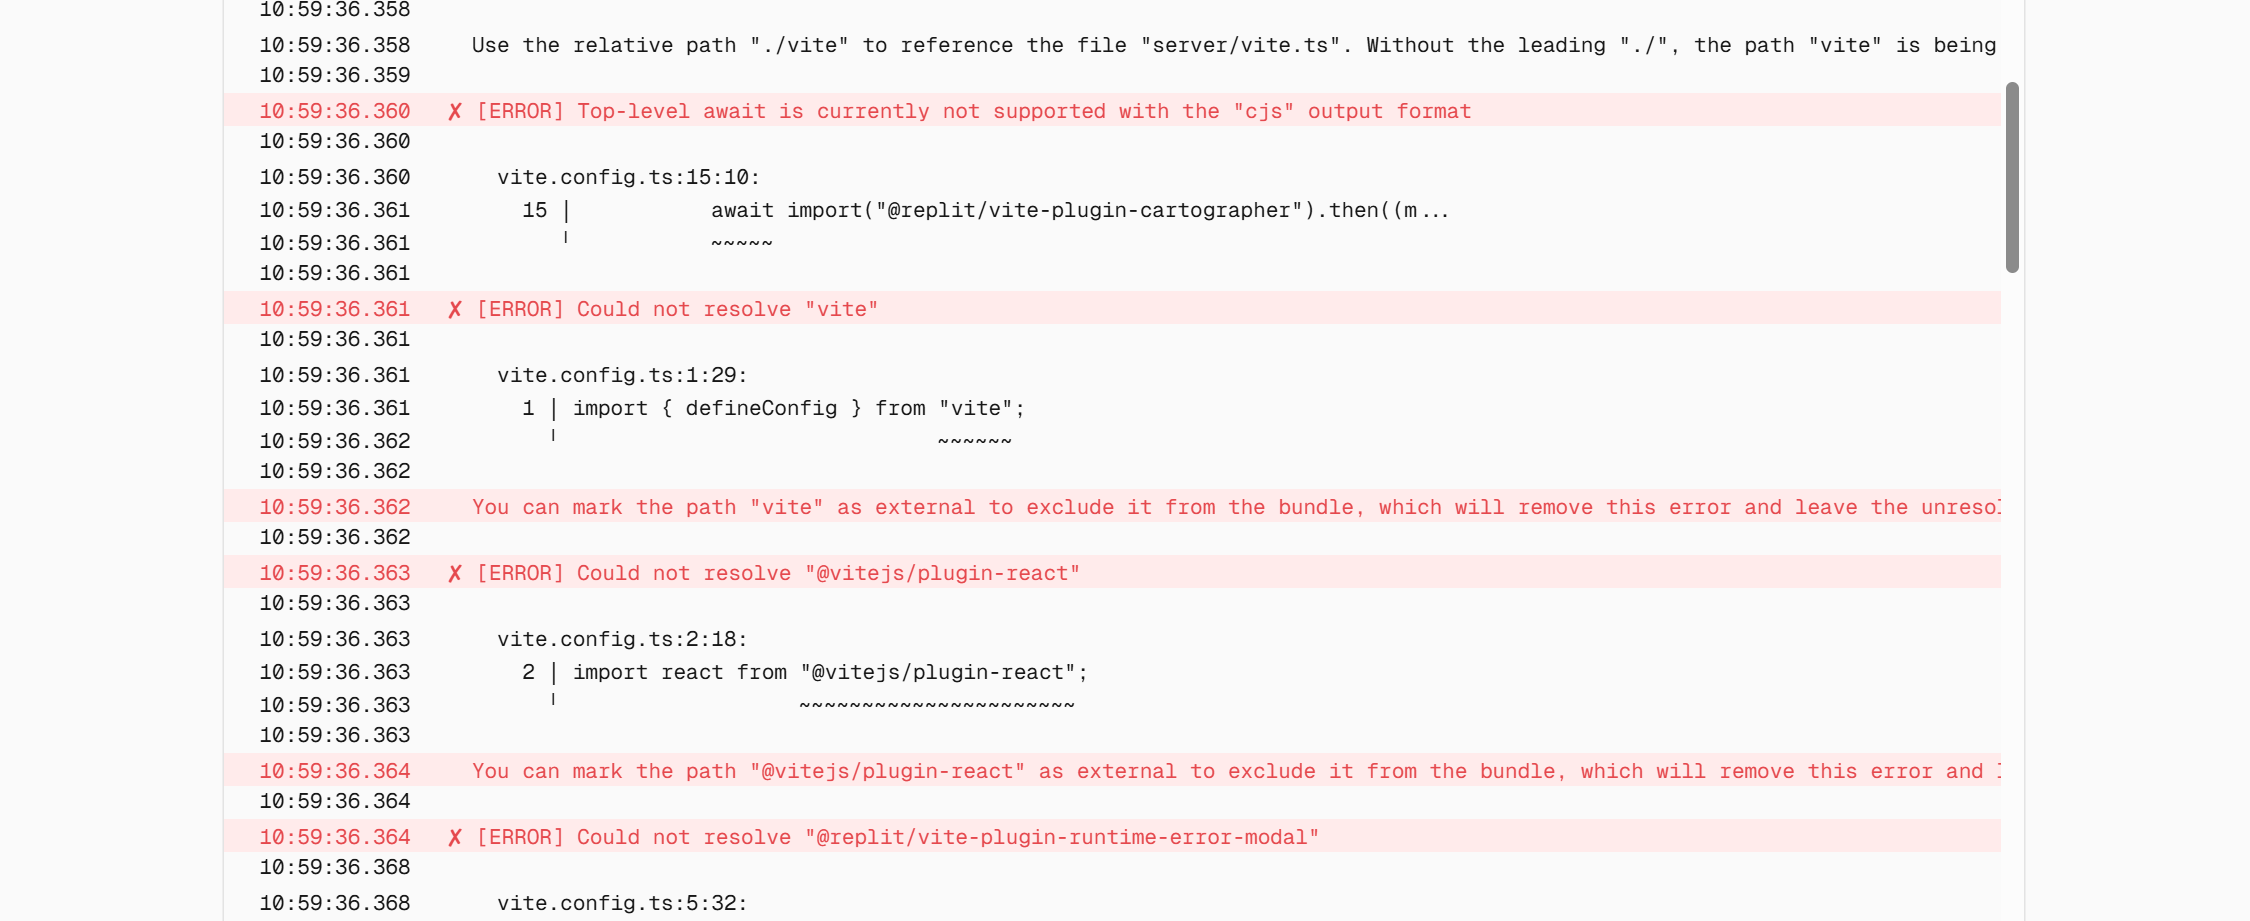 10:59:36.358
10:59:36.358 Use the relative path "./vite" to reference the file "server/vite.ts". Without the leading "./", the path "vite" is being
10:59:36.359
10:59:36.360 ✘ [ERROR] Top-level await is currently not supported with the "cjs" output format
10:59:36.360
10:59:36.360 vite.config.ts:15:10:
10:59:36.361 15 │ await import("@replit/vite-plugin-cartographer").then((m...
10:59:36.361 ╵ ~~~~~
10:59:36.361
10:59:36.361 ✘ [ERROR] Could not resolve "vite"
10:59:36.361
10:59:36.361 vite.config.ts:1:29:
10:59:36.361 1 │ import { defineConfig } from "vite";
10:59:36.362 ╵ ~~~~~~
10:59:36.362
10:59:36.362 You can mark the path "vite" as external to exclude it from the bundle, which will remove this error and leave the unresol
10:59:36.362
10:59:36.363 ✘ [ERROR] Could not resolve "@vitejs/plugin-react"
10:59:36.363
10:59:36.363 vite.config.ts:2:18:
10:59:36.363 2 │ import react from "@vitejs/plugin-react";
10:59:36.363 ╵ ~~~~~~~~~~~~~~~~~~~~~~
10:59:36.363
10:59:36.364 You can mark the path "@vitejs/plugin-react" as external to exclude it from the bundle, which will remove this error and l
10:59:36.364
10:59:36.364 ✘ [ERROR] Could not resolve "@replit/vite-plugin-runtime-error-modal"
10:59:36.368
10:59:36.368 vite.config.ts:5:32: